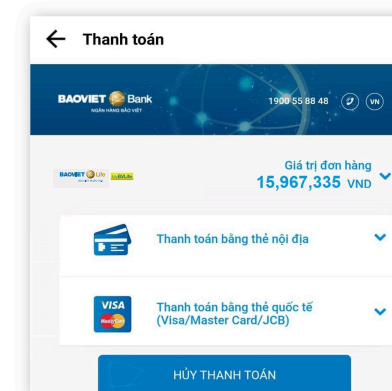 Thanh toán
BAOVIET Bank
NGÂN HÀNG BẢO VIỆT
1900 55 88 48
VN
BAOVIET Life
Giá trị đơn hàng
15,967,335 VND
Thanh toán bằng thẻ nội địa
VISA
MasterCard
Thanh toán bằng thẻ quốc tế
(Visa/Master Card/JCB)
HỦY THANH TOÁN